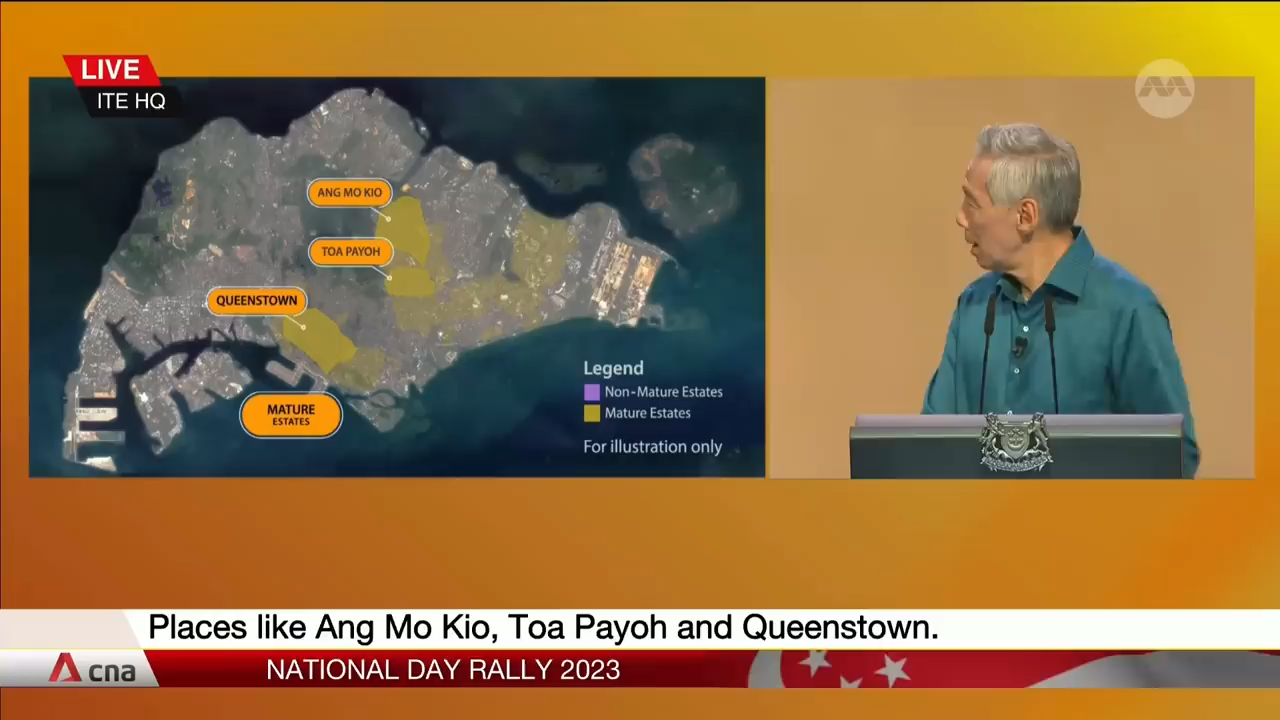 LIVE
ITE HQ
ANG MO KIO
TOA PAYOH
QUEENSTOWN
MATURE
ESTATES
Legend
Non-Mature Estates
Mature Estates
For illustration only
Places like Ang Mo Kio, Toa Payoh and Queenstown.
cna
NATIONAL DAY RALLY 2023